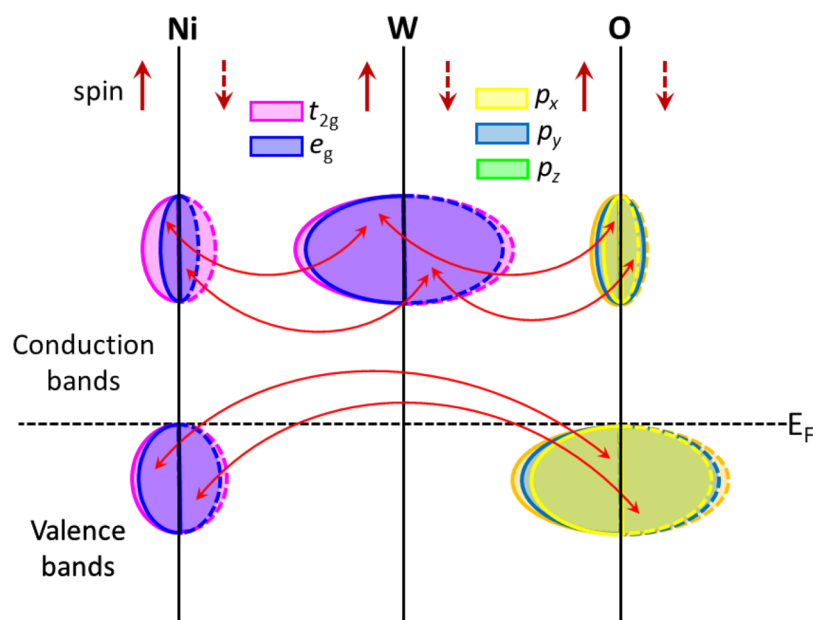 Ni W O
spin
t2g
eg
px
py
pz
Conduction
bands
EF
Valence
bands